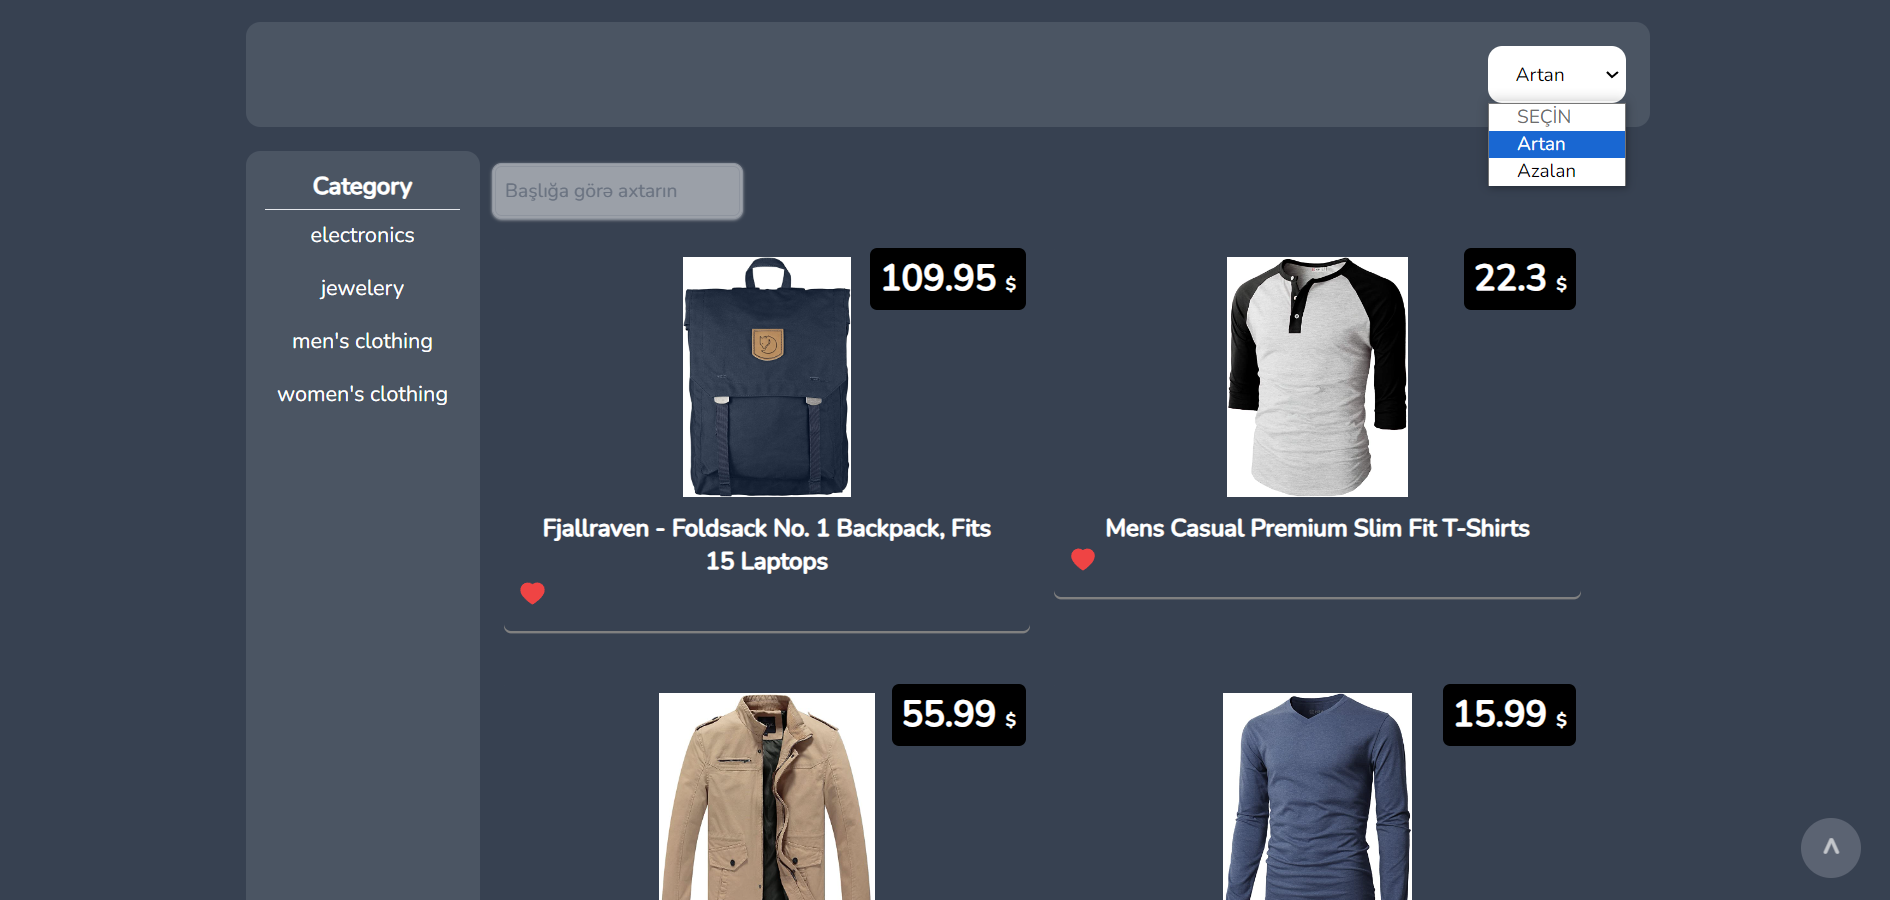 Artan
SEÇİN
Artan
Azalan
Category
electronics
jewelery
men's clothing
women's clothing
Başlığa görə axtarın
109.95 $
Fjallraven - Foldsack No. 1 Backpack, Fits
15 Laptops
22.3 $
Mens Casual Premium Slim Fit T-Shirts
55.99 $
15.99 $
^